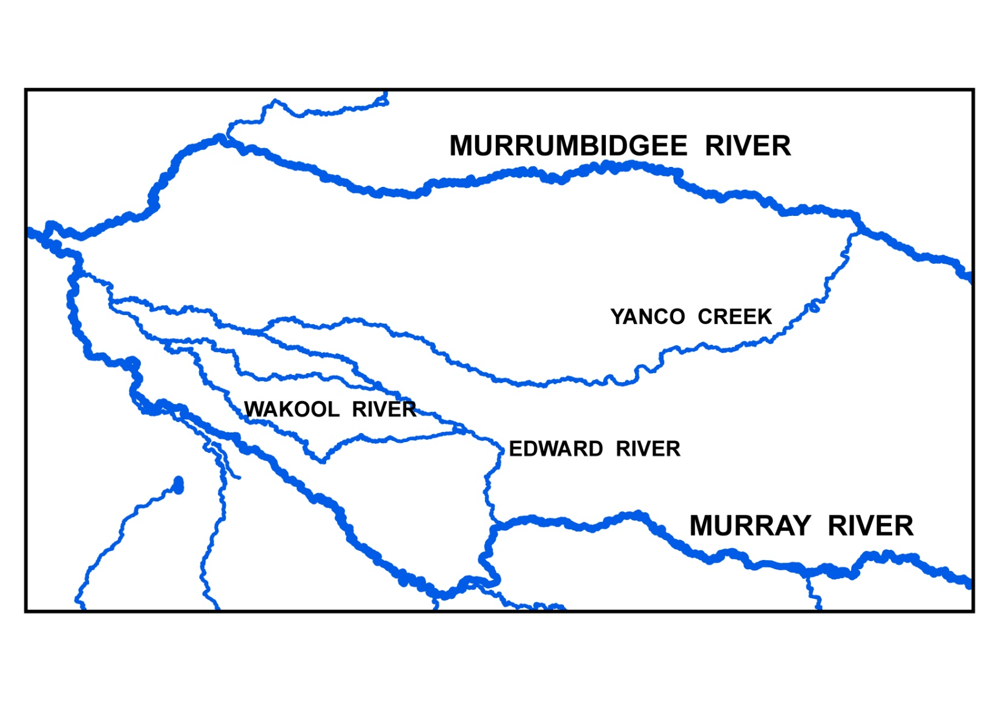 MURRUMBIDGEE RIVER
YANCO CREEK
WAKOOL RIVER
EDWARD RIVER
MURRAY RIVER